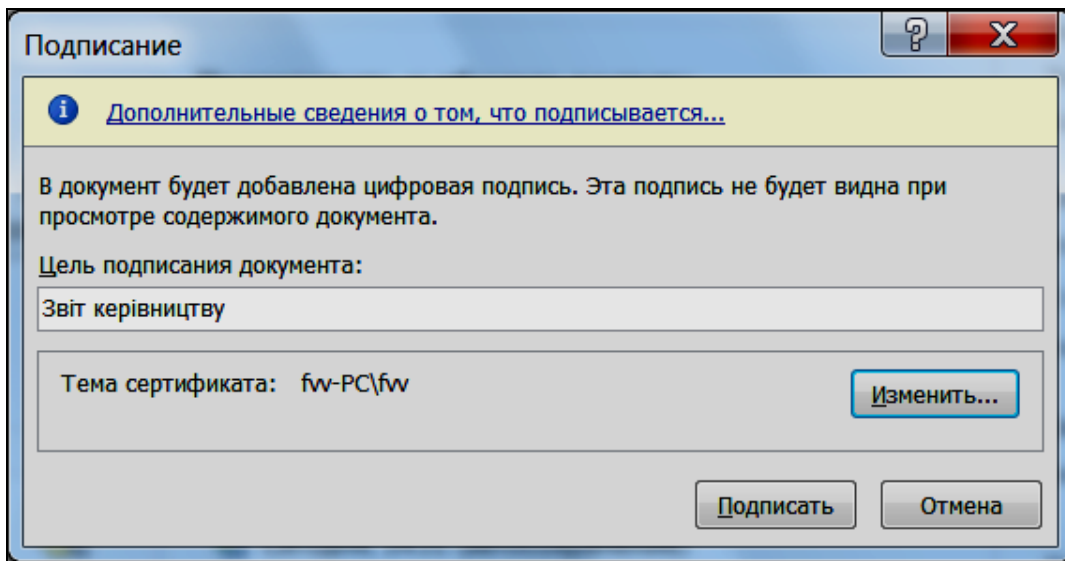 Подписание
Дополнительные сведения о том, что подписывается...
В документ будет добавлена цифровая подпись. Эта подпись не будет видна при
просмотре содержимого документа.
Цель подписания документа:
Звіт керівництву
Тема сертификата: fvv-PC\fvv
Изменить...
Подписать Отмена